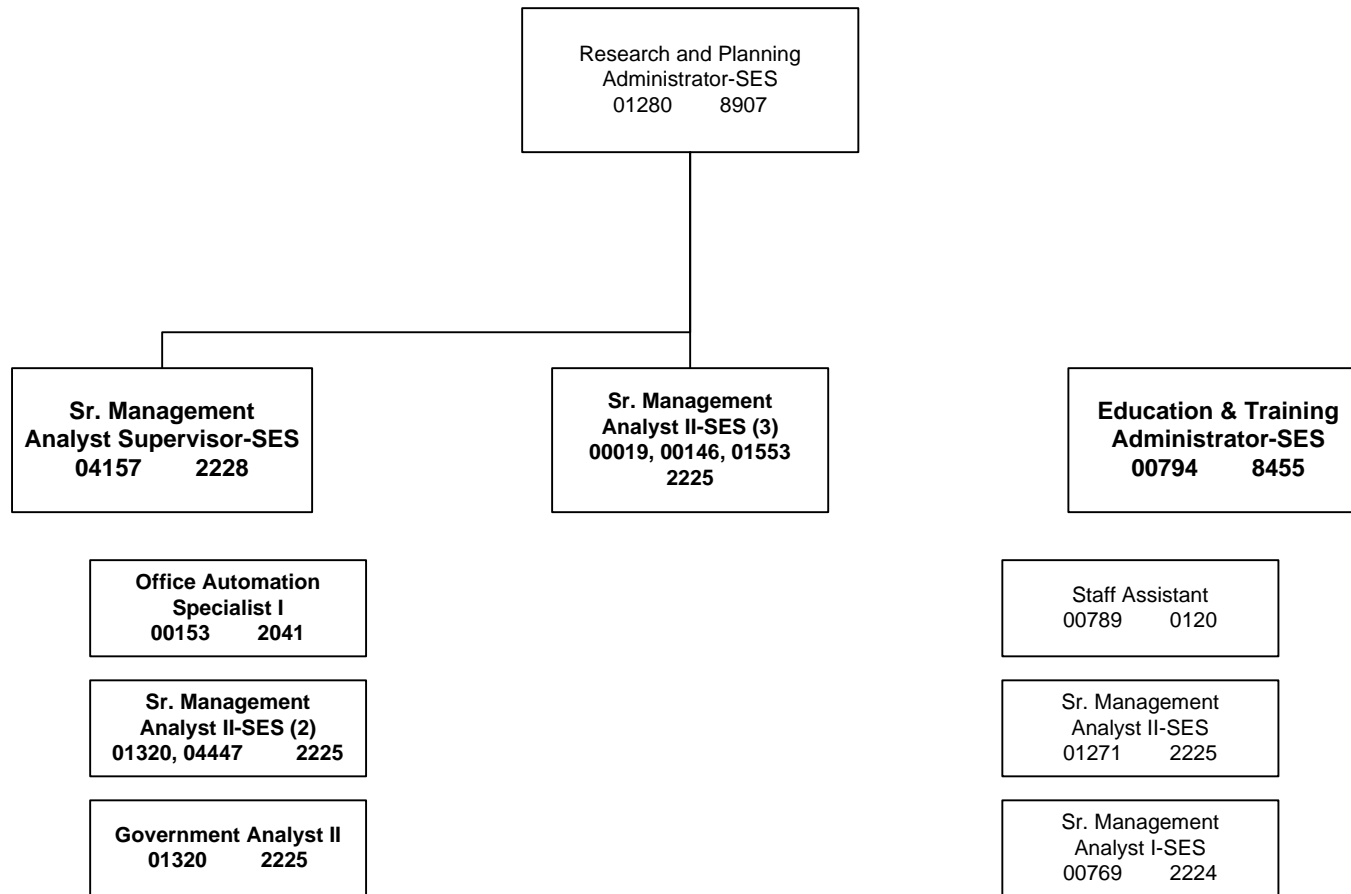 Research and Planning
Administrator-SES
01280 8907
Sr. Management
Analyst Supervisor-SES
04157 2228
Sr. Management
Analyst II-SES (3)
00019, 00146, 01553
2225
Education & Training
Administrator-SES
00794 8455
Office Automation
Specialist I
00153 2041
Sr. Management
Analyst II-SES (2)
01320, 04447 2225
Government Analyst II
01320 2225
Staff Assistant
00789 0120
Sr. Management
Analyst II-SES
01271 2225
Sr. Management
Analyst I-SES
00769 2224